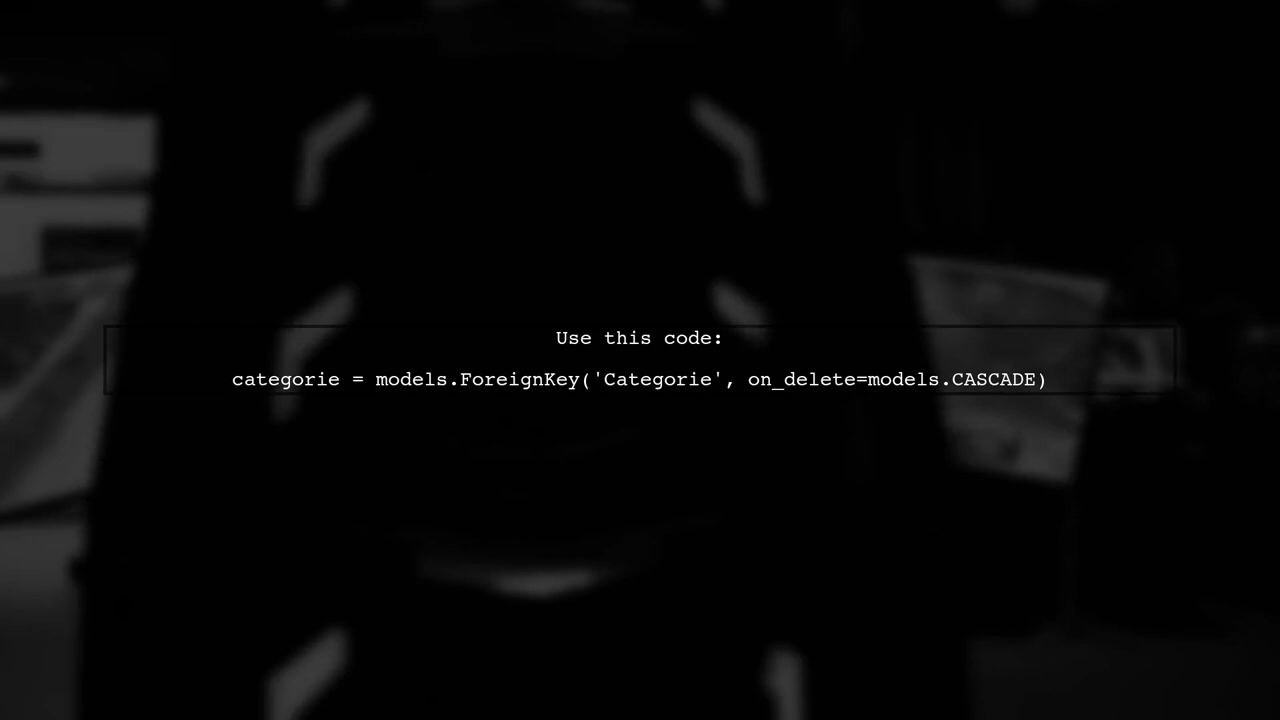 Use this code:
categorie = models.ForeignKey('Categorie', on_delete=models.CASCADE)